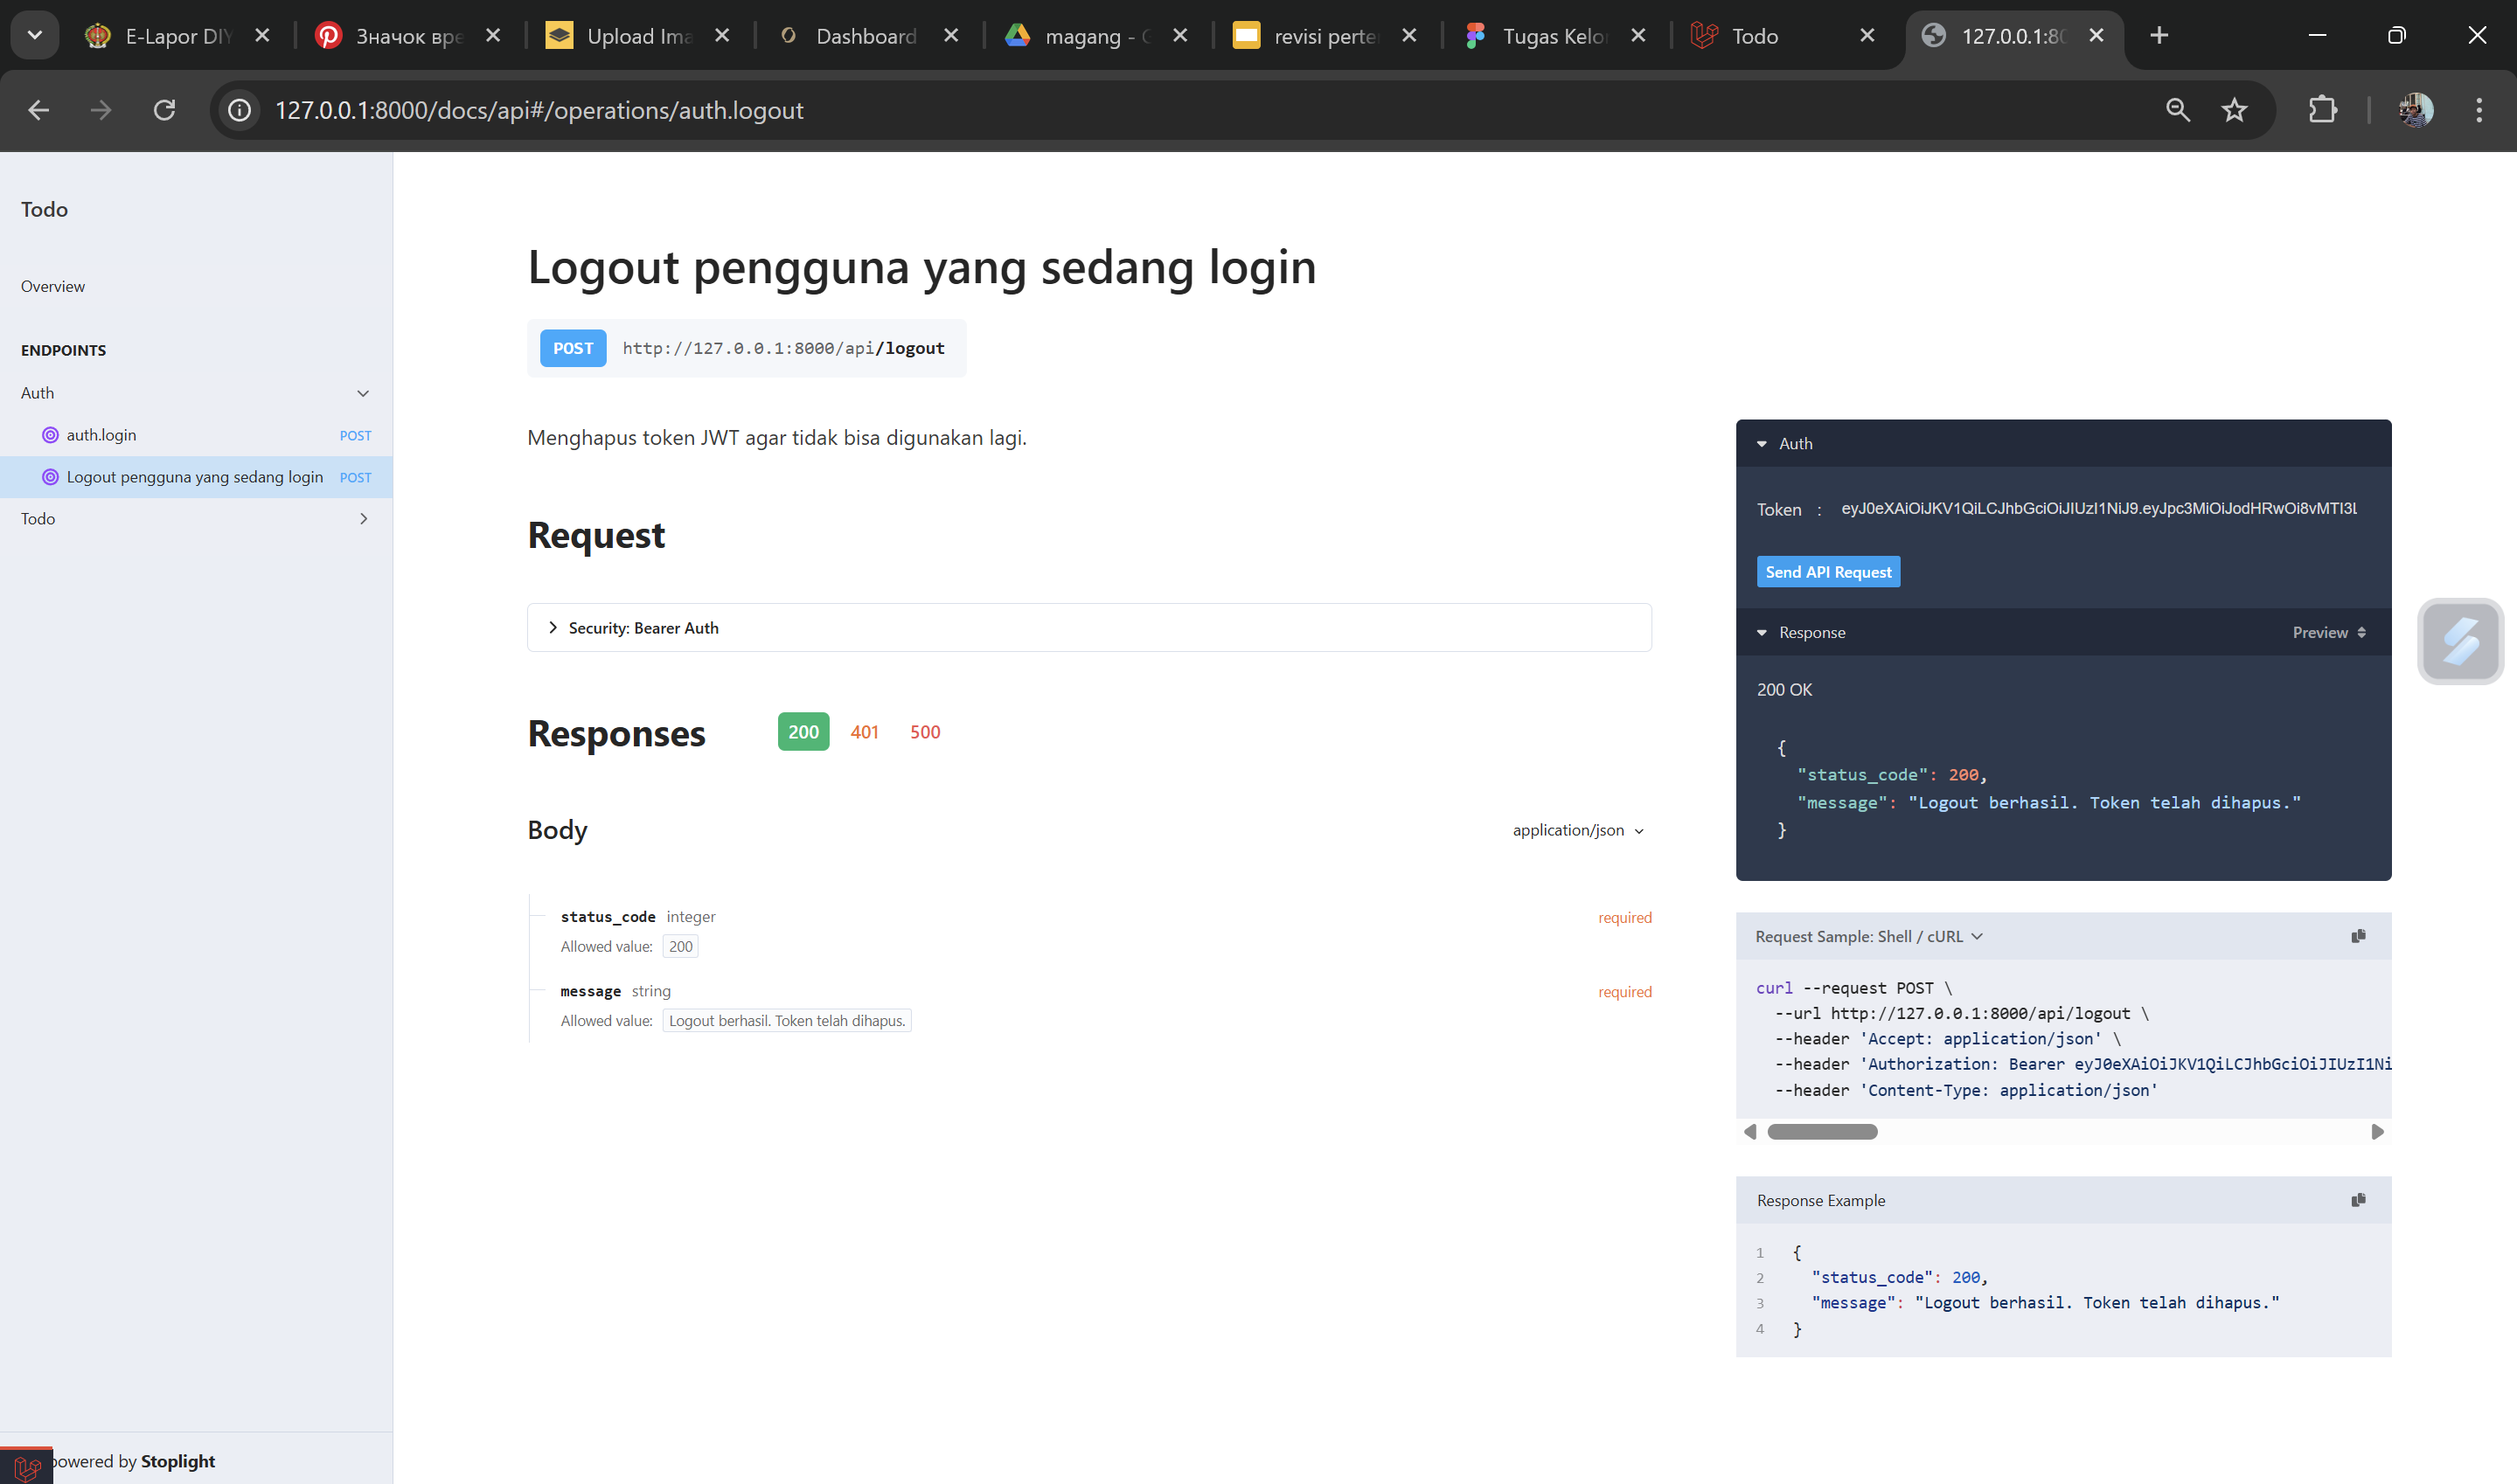 E-Lapor DIY
Значок вре
Upload Ima
Dashboard
magang -
revisi perte
Tugas Kelo
Todo
127.0.0.1:80
127.0.0.1:8000/docs/api#/operations/auth.logout
Todo
Overview
ENDPOINTS
Auth
auth.login POST
Logout pengguna yang sedang login POST
Todo
powered by Stoplight
Logout pengguna yang sedang login
POST http://127.0.0.1:8000/api/logout
Menghapus token JWT agar tidak bisa digunakan lagi.
Request
Security: Bearer Auth
Responses 200 401 500
Body application/json
status_code integer required
Allowed value: 200
message string required
Allowed value: Logout berhasil. Token telah dihapus.
Auth
Token : eyJ0eXAiOiJKV1QiLCJhbGciOiJIUzI1NiJ9.eyJpc3MiOiJodHRwOi8vMTI3L
Send API Request
Response Preview
200 OK
{
"status_code": 200,
"message": "Logout berhasil. Token telah dihapus."
}
Request Sample: Shell / cURL
curl --request POST \
--url http://127.0.0.1:8000/api/logout \
--header 'Accept: application/json' \
--header 'Authorization: Bearer eyJ0eXAiOiJKV1QiLCJhbGciOiJIUzI1Ni
--header 'Content-Type: application/json'
Response Example
1 {
2 "status_code": 200,
3 "message": "Logout berhasil. Token telah dihapus."
4 }